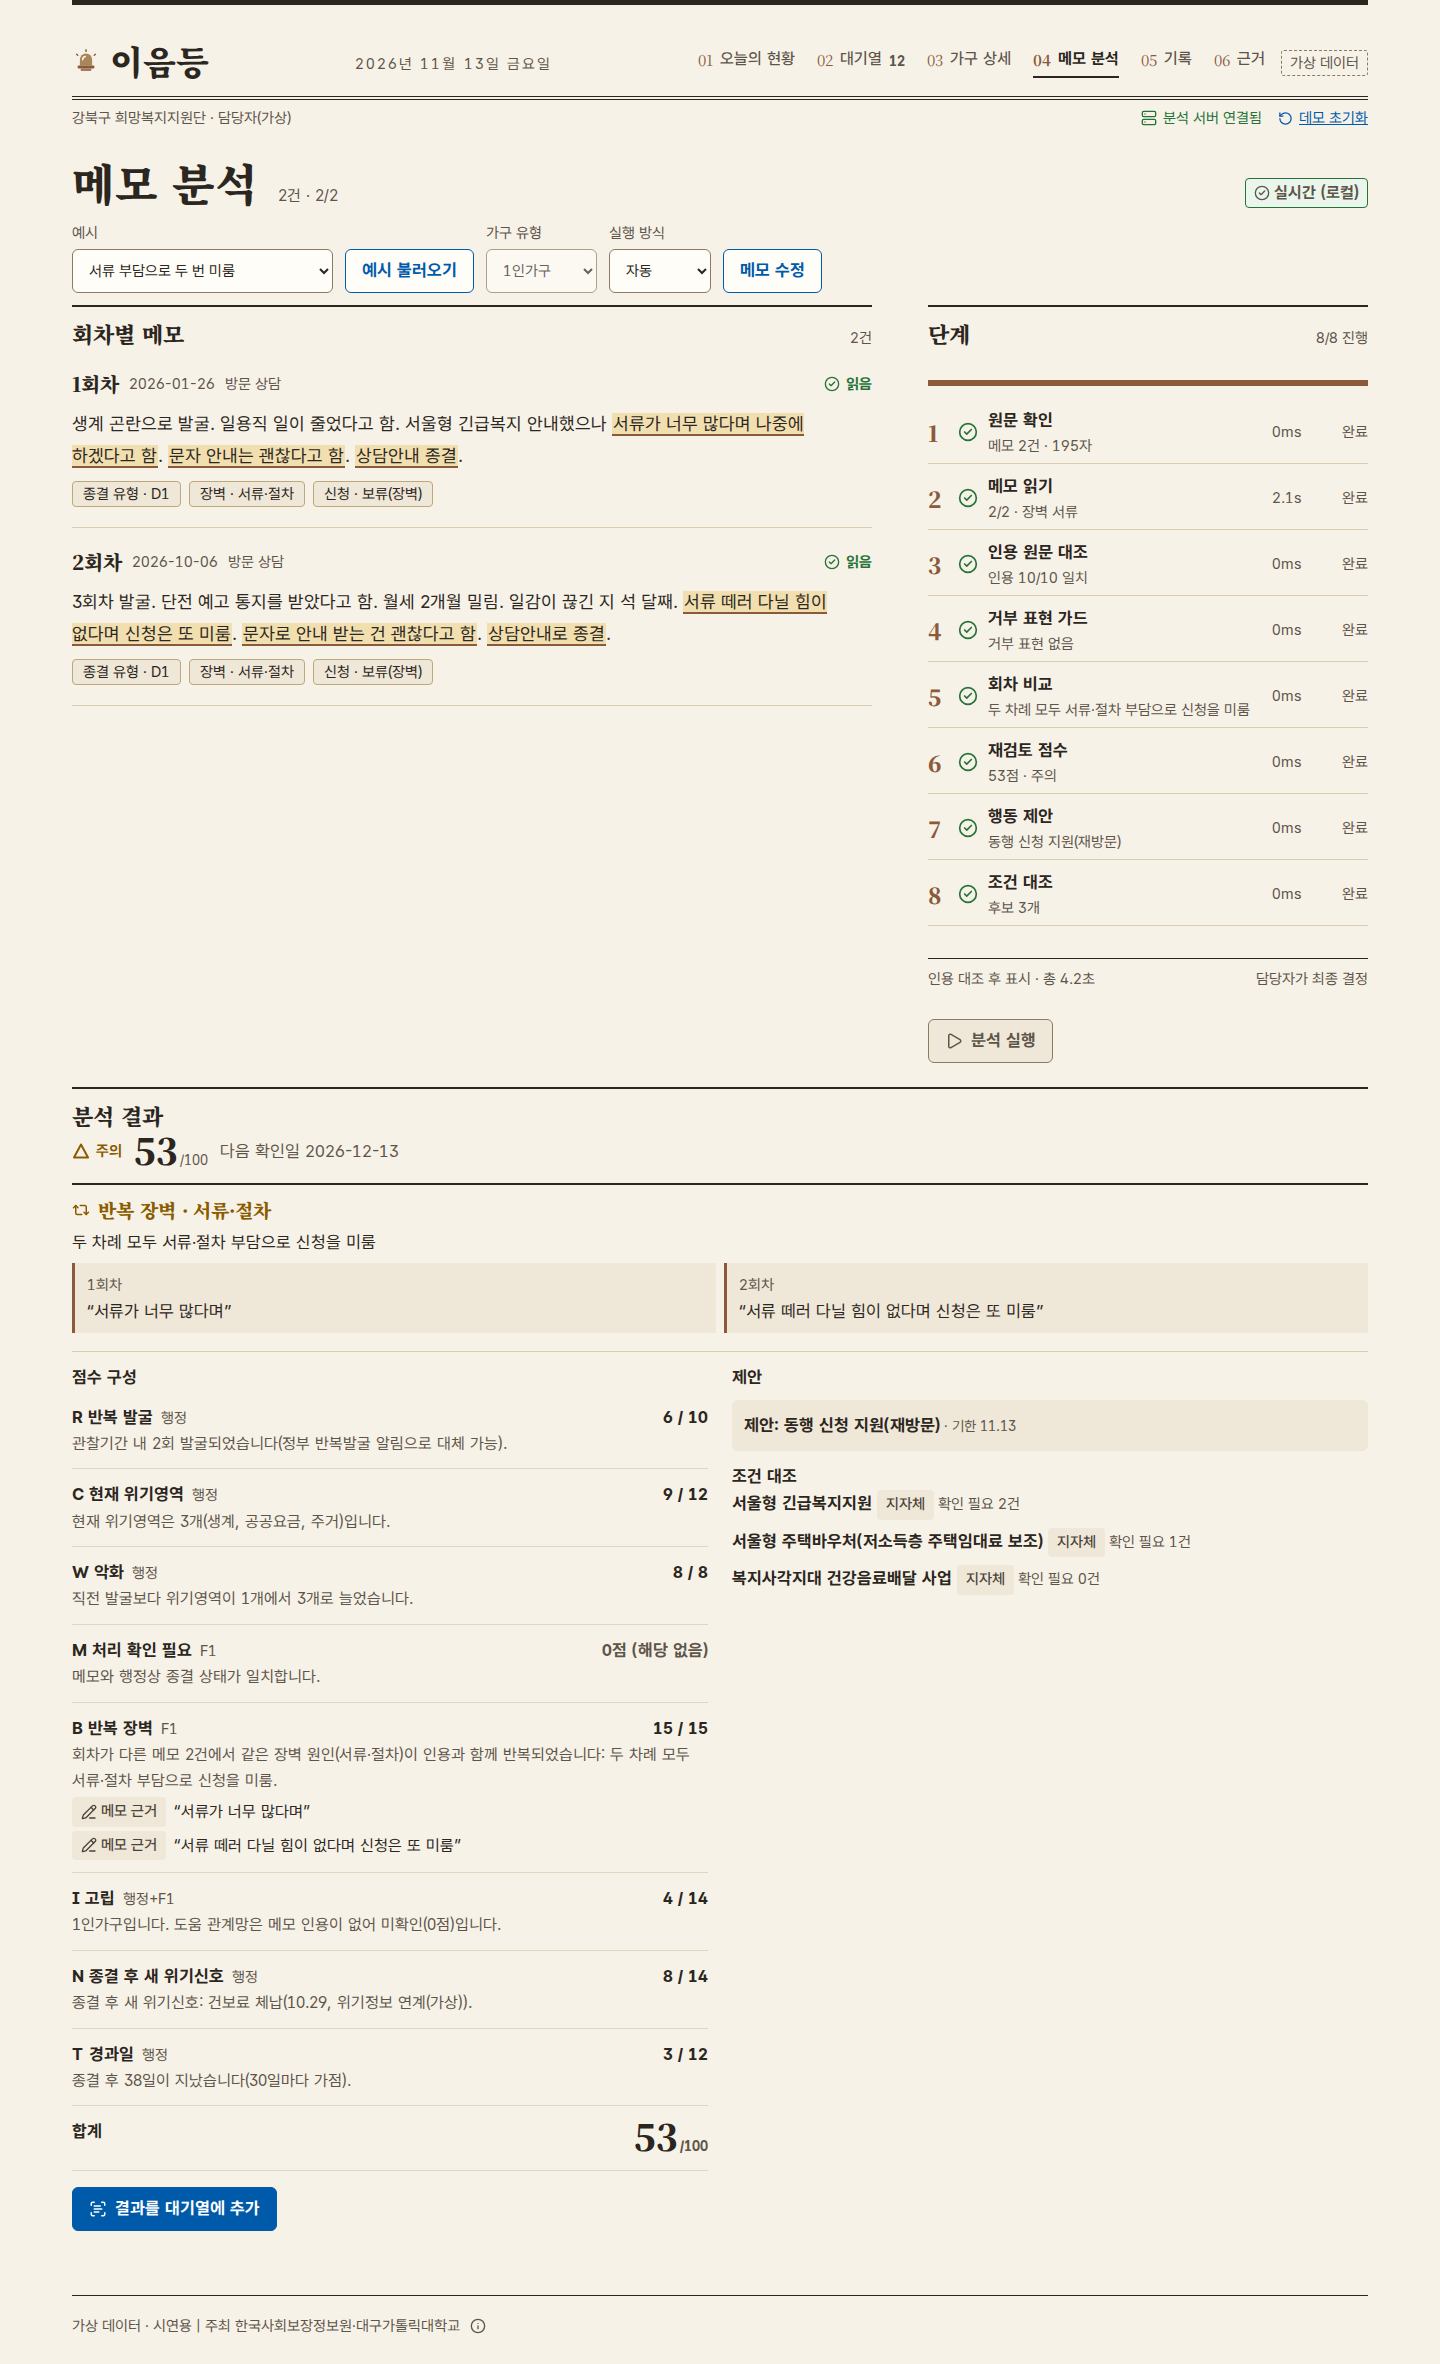 이음등
2026년 11월 13일 금요일
01 오늘의 현황 02 대기열 12 03 가구 상세 04 메모 분석 05 기록 06 근거 가상 데이터
강북구 희망복지지원단 · 담당자(가상)
분석 서버 연결됨 데모 초기화
메모 분석 2건 · 2/2
실시간 (로컬)
예시 가구 유형 실행 방식
서류 부담으로 두 번 미룸 예시 불러오기 1인가구 자동 메모 수정
회차별 메모 2건
1회차 2026-01-26 방문 상담 읽음
생계 곤란으로 발굴. 일용직 일이 줄었다고 함. 서울형 긴급복지 안내했으나 서류가 너무 많다며 나중에
하겠다고 함. 문자 안내는 괜찮다고 함. 상담안내 종결.
종결 유형 · D1 장벽 · 서류·절차 신청 · 보류(장벽)
2회차 2026-10-06 방문 상담 읽음
3회차 발굴. 단전 예고 통지를 받았다고 함. 월세 2개월 밀림. 일감이 끊긴 지 석 달째. 서류 떼러 다닐 힘이
없다며 신청은 또 미룸. 문자로 안내 받는 건 괜찮다고 함. 상담안내로 종결.
종결 유형 · D1 장벽 · 서류·절차 신청 · 보류(장벽)
단계 8/8 진행
1 원문 확인 0ms 완료
메모 2건 · 195자
2 메모 읽기 2.1s 완료
2/2 · 장벽 서류
3 인용 원문 대조 0ms 완료
인용 10/10 일치
4 거부 표현 가드 0ms 완료
거부 표현 없음
5 회차 비교 0ms 완료
두 차례 모두 서류·절차 부담으로 신청을 미룸
6 재검토 점수 0ms 완료
53점 · 주의
7 행동 제안 0ms 완료
동행 신청 지원(재방문)
8 조건 대조 0ms 완료
후보 3개
인용 대조 후 표시 · 총 4.2초 담당자가 최종 결정
분석 실행
분석 결과
주의 53/100 다음 확인일 2026-12-13
반복 장벽 · 서류·절차
두 차례 모두 서류·절차 부담으로 신청을 미룸
1회차
“서류가 너무 많다며”
2회차
“서류 떼러 다닐 힘이 없다며 신청은 또 미룸”
점수 구성
R 반복 발굴 행정 6 / 10
관찰기간 내 2회 발굴되었습니다(정부 반복발굴 알림으로 대체 가능).
C 현재 위기영역 행정 9 / 12
현재 위기영역은 3개(생계, 공공요금, 주거)입니다.
W 악화 행정 8 / 8
직전 발굴보다 위기영역이 1개에서 3개로 늘었습니다.
M 처리 확인 필요 F1 0점 (해당 없음)
메모와 행정상 종결 상태가 일치합니다.
B 반복 장벽 F1 15 / 15
회차가 다른 메모 2건에서 같은 장벽 원인(서류·절차)이 인용과 함께 반복되었습니다: 두 차례 모두
서류·절차 부담으로 신청을 미룸.
메모 근거 “서류가 너무 많다며”
메모 근거 “서류 떼러 다닐 힘이 없다며 신청은 또 미룸”
I 고립 행정+F1 4 / 14
1인가구입니다. 도움 관계망은 메모 인용이 없어 미확인(0점)입니다.
N 종결 후 새 위기신호 행정 8 / 14
종결 후 새 위기신호: 건보료 체납(10.29, 위기정보 연계(가상)).
T 경과일 행정 3 / 12
종결 후 38일이 지났습니다(30일마다 가점).
합계 53/100
결과를 대기열에 추가
제안
제안: 동행 신청 지원(재방문) · 기한 11.13
조건 대조
서울형 긴급복지지원 지자체 확인 필요 2건
서울형 주택바우처(저소득층 주택임대료 보조) 지자체 확인 필요 1건
복지사각지대 건강음료배달 사업 지자체 확인 필요 0건
가상 데이터 · 시연용 | 주최 한국사회보장정보원·대구가톨릭대학교